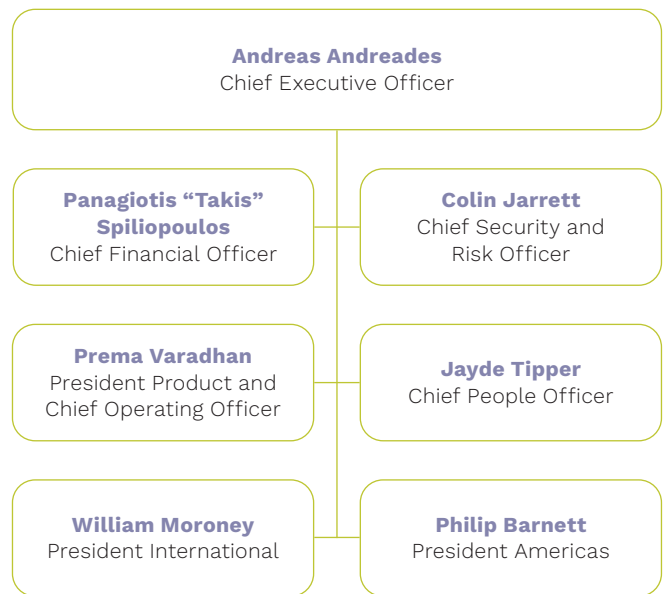 Andreas Andreades
Chief Executive Officer
Panagiotis “Takis”
Spiliopoulos
Chief Financial Officer
Colin Jarrett
Chief Security and
Risk Officer
Prema Varadhan
President Product and
Chief Operating Officer
Jayde Tipper
Chief People Officer
William Moroney
President International
Philip Barnett
President Americas